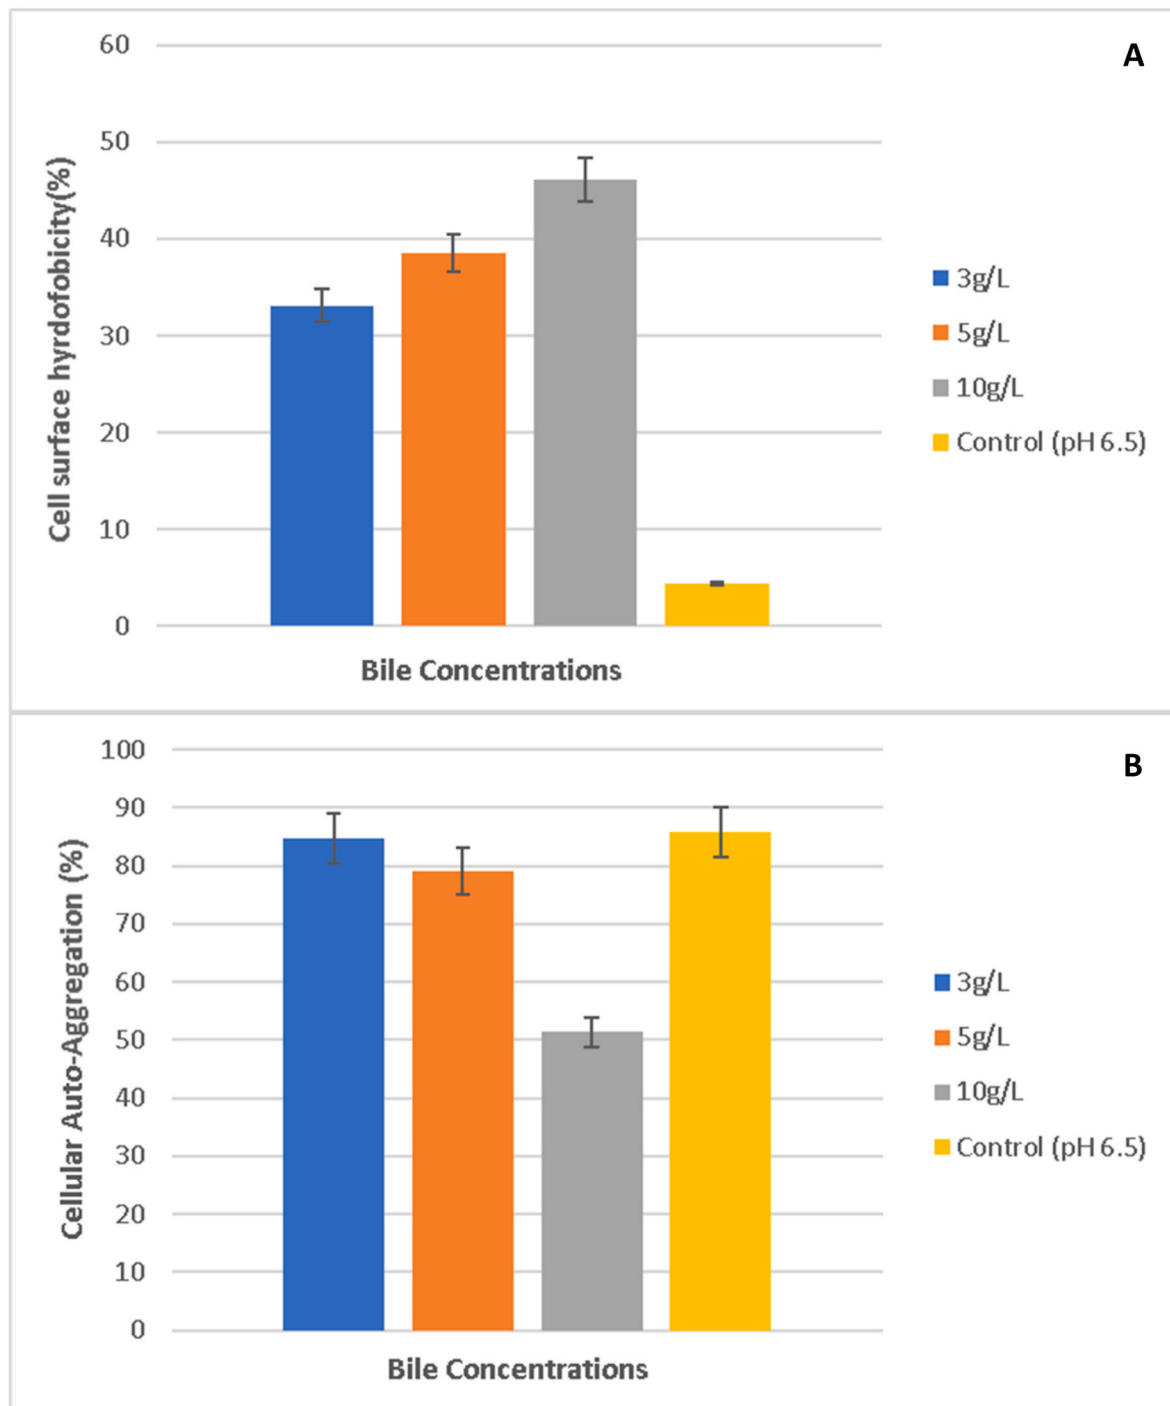 A
60
50
40
30
20
10
0
Cell surface hyrdofobicity(%)
Bile Concentrations
3g/L
5g/L
10g/L
Control (pH 6.5)
B
100
90
80
70
60
50
40
30
20
10
0
Cellular Auto-Aggregation (%)
Bile Concentrations
3g/L
5g/L
10g/L
Control (pH 6.5)